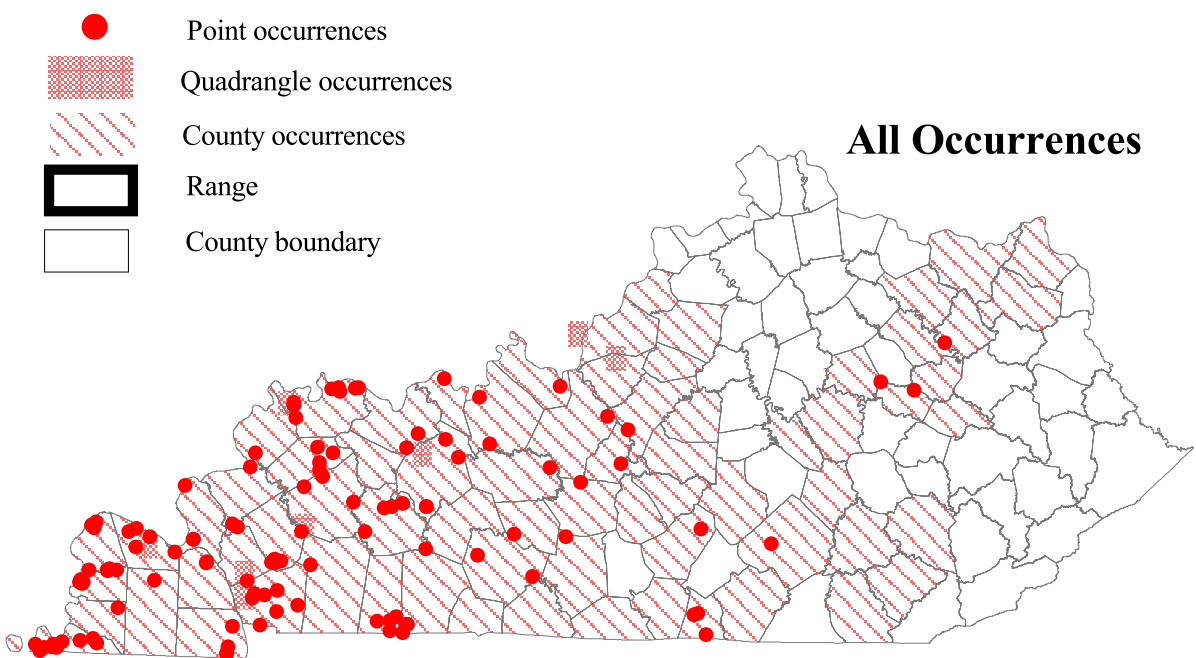 Point occurrences
Quadrangle occurrences
County occurrences
Range
County boundary
All Occurrences